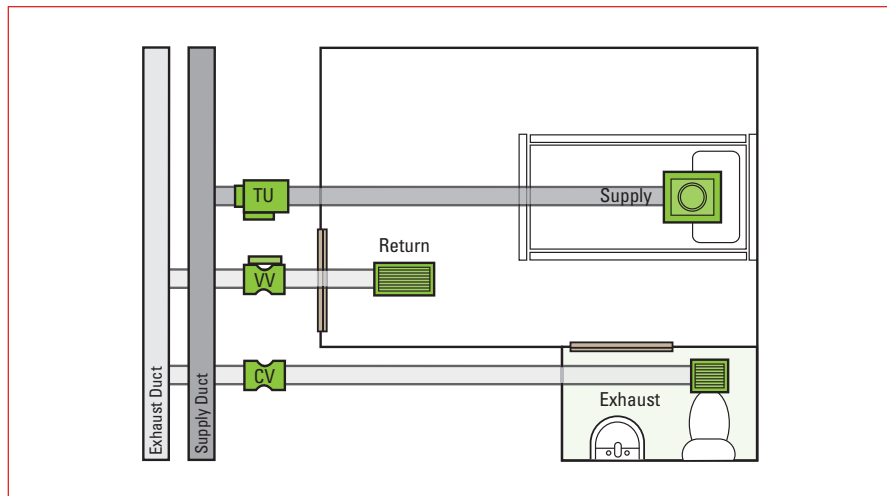 TU
Supply
Return
VV
CV
Exhaust
Exhaust Duct
Supply Duct